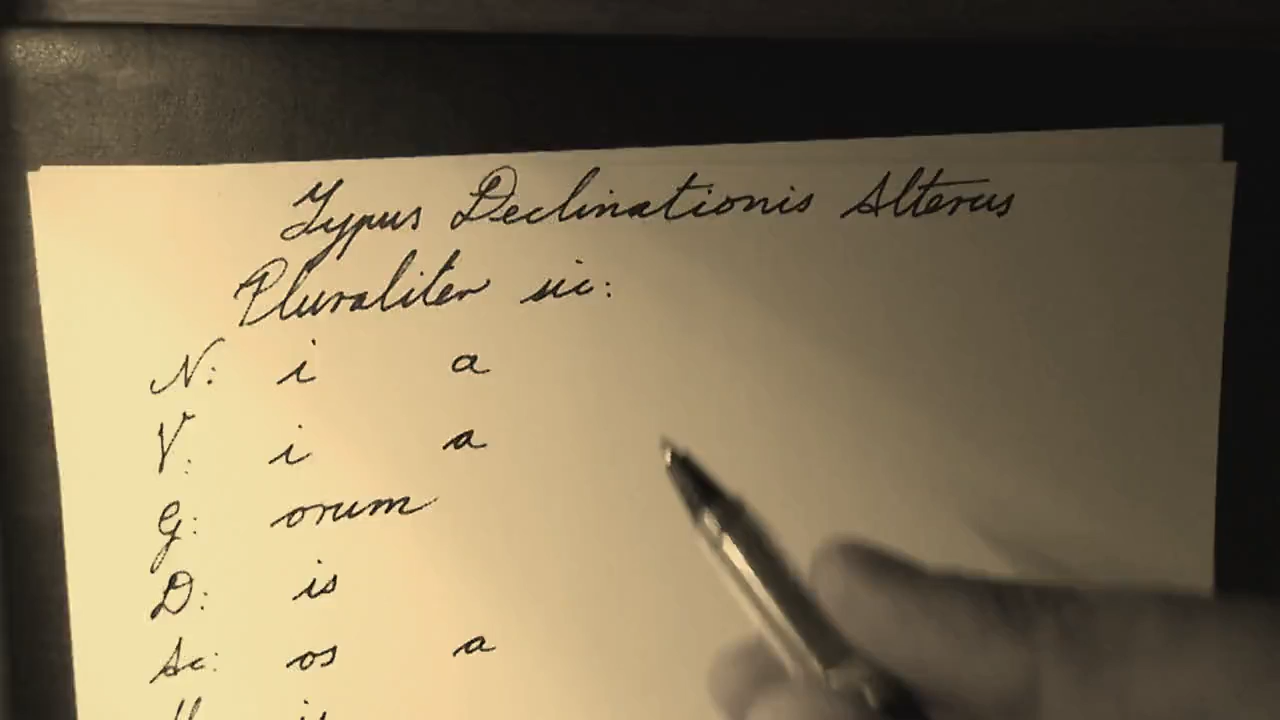 Typus Declinationis Alterus
Pluraliter sic:
N: i a
V: i a
G: orum
D: is
Ac: os a